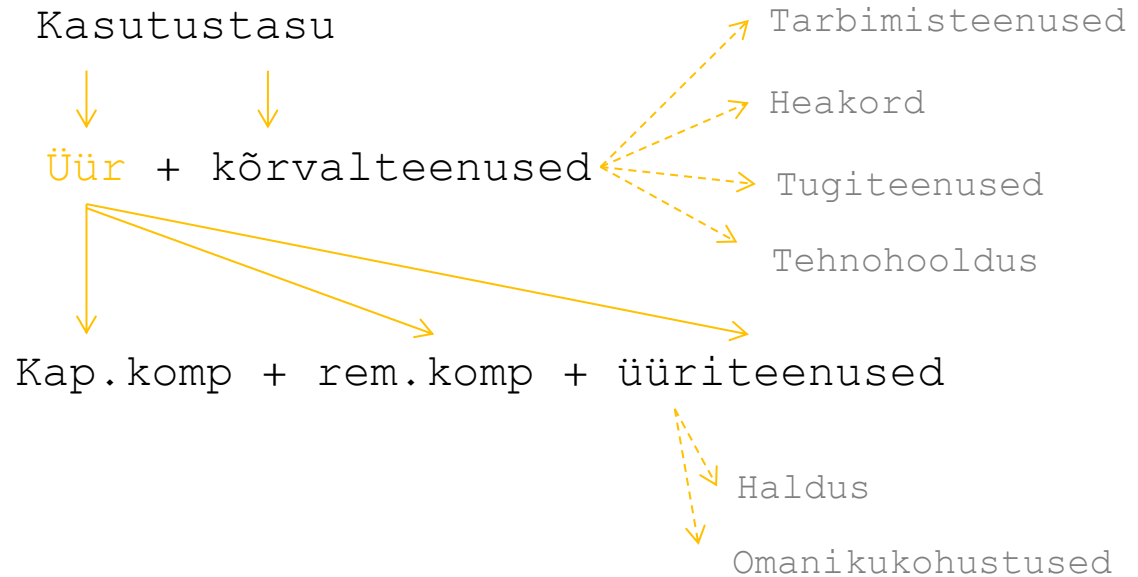 Kasutustasu
Tarbimisteenused
Heakord
Üür + kõrvalteenused
Tugiteenused
Tehnohooldus
Kap.komp + rem.komp + üüriteenused
Haldus
Omanikukohustused